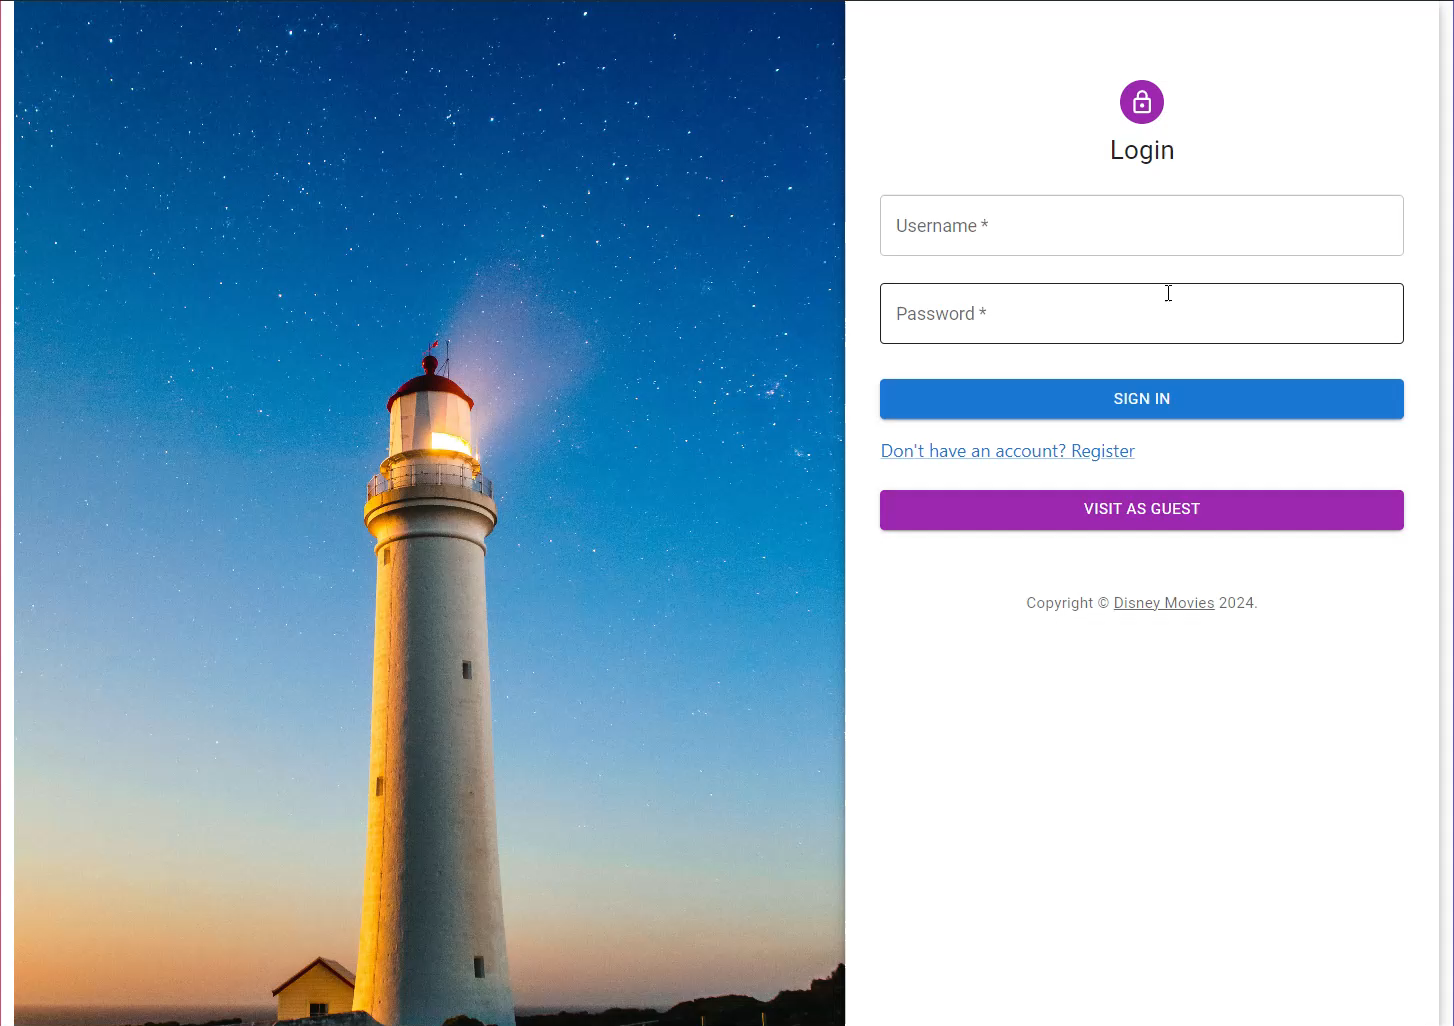 Login
Username *
Password *
SIGN IN
Don't have an account? Register
VISIT AS GUEST
Copyright © Disney Movies 2024.